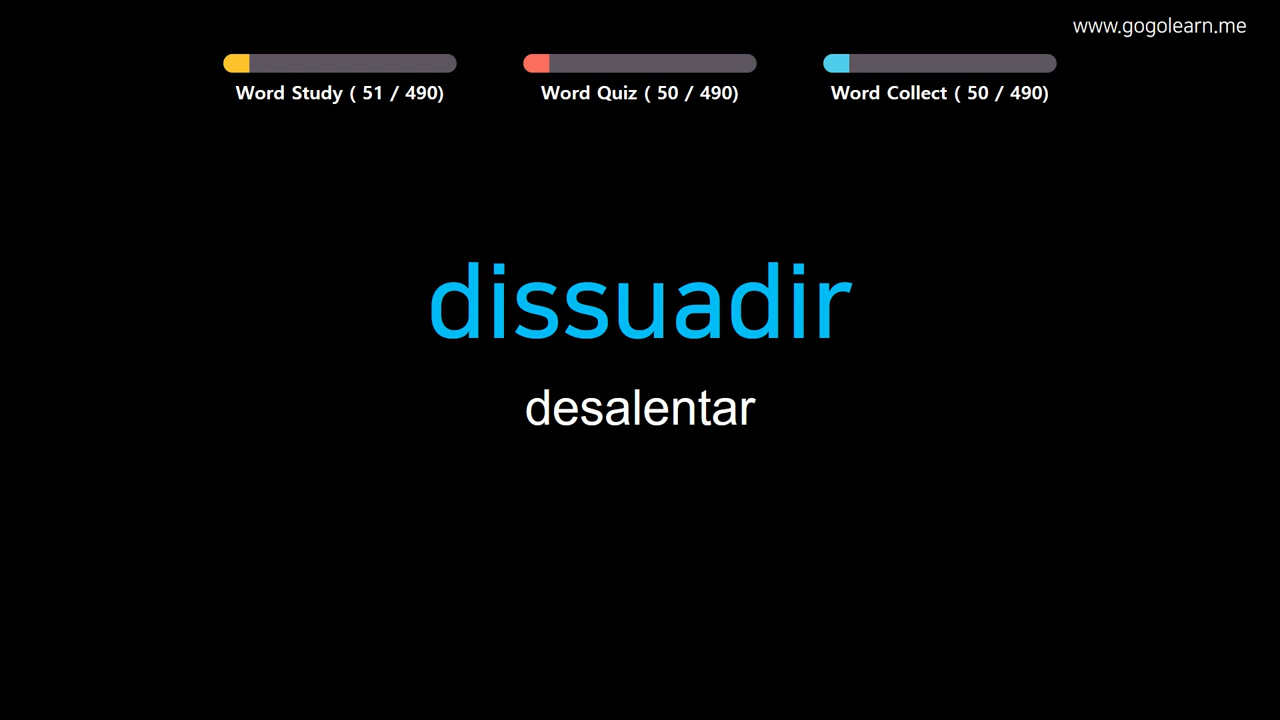 www.gogolearn.me
Word Study ( 51 / 490)
Word Quiz ( 50 / 490)
Word Collect ( 50 / 490)
dissuadir
desalentar